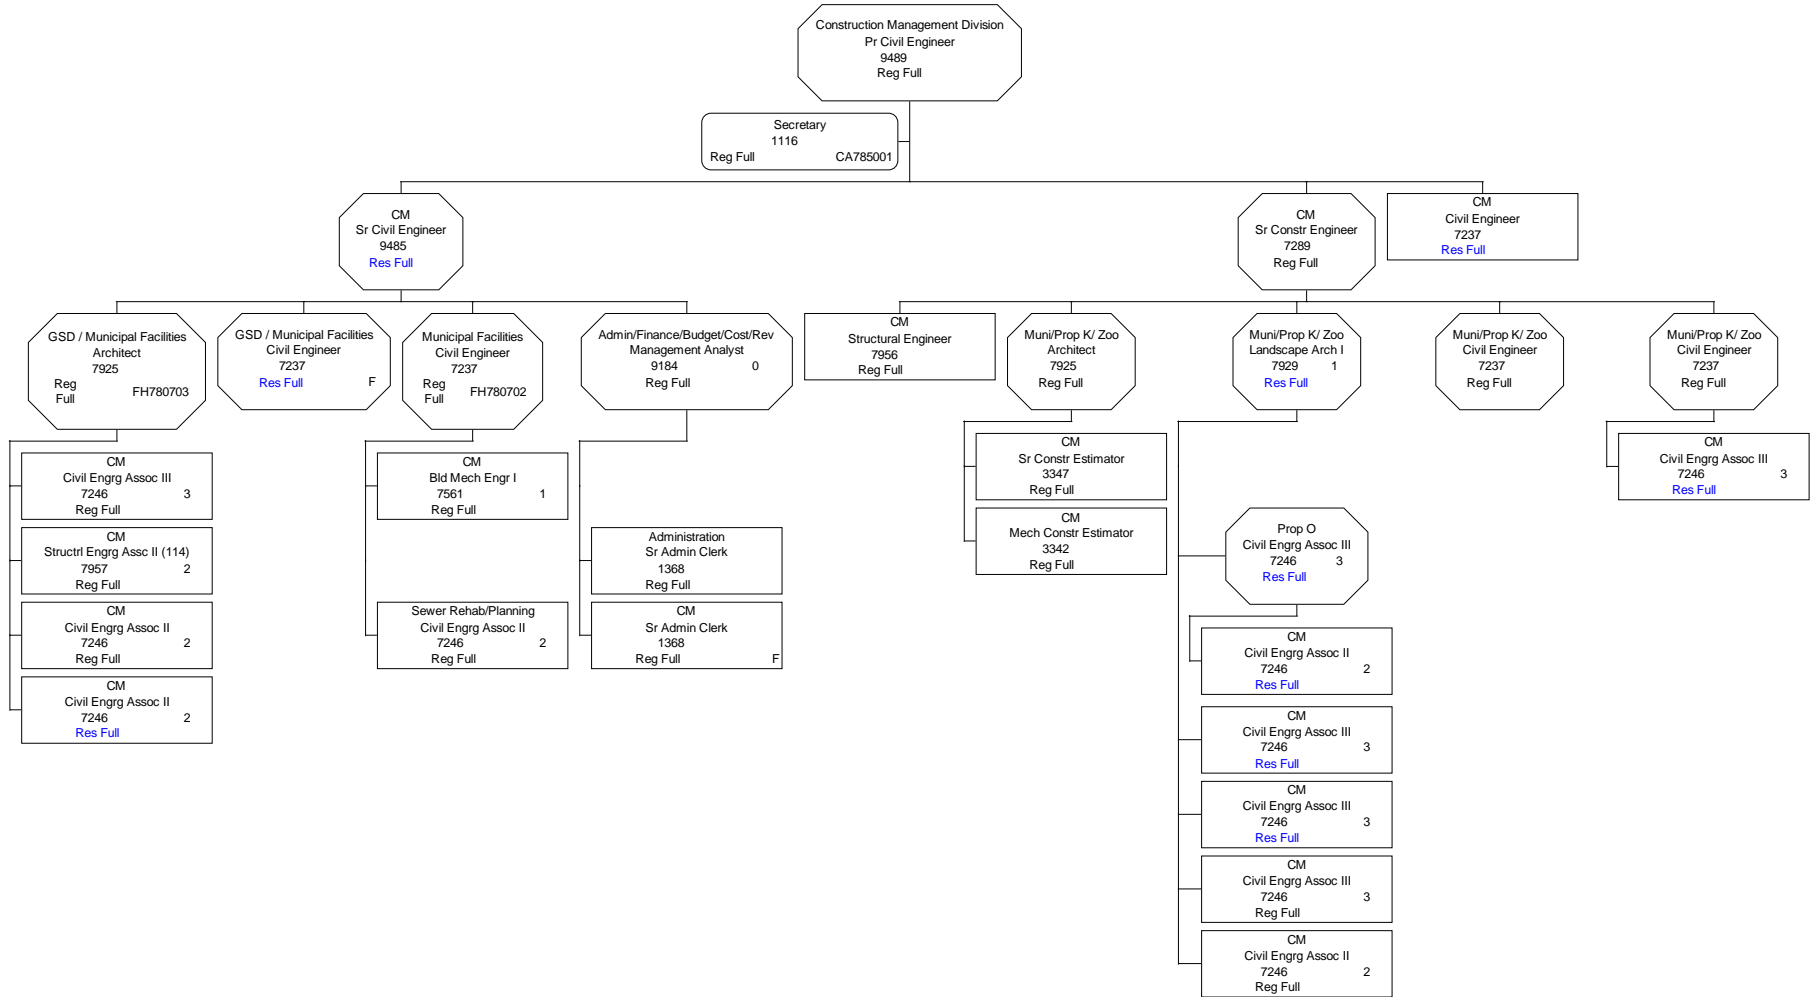 Construction Management Division
Pr Civil Engineer
9489
Reg Full
Secretary
1116
Reg Full CA785001
CM
Sr Civil Engineer
9485
Res Full
CM
Sr Constr Engineer
7289
Reg Full
CM
Civil Engineer
7237
Res Full
GSD / Municipal Facilities
Architect
7925
Reg
Full FH780703
GSD / Municipal Facilities
Civil Engineer
7237
Res Full F
Municipal Facilities
Civil Engineer
7237
Reg
Full FH780702
Admin/Finance/Budget/Cost/Rev
Management Analyst
9184 0
Reg Full
CM
Structural Engineer
7956
Reg Full
Muni/Prop K/ Zoo
Architect
7925
Reg Full
Muni/Prop K/ Zoo
Landscape Arch I
7929 1
Res Full
Muni/Prop K/ Zoo
Civil Engineer
7237
Reg Full
Muni/Prop K/ Zoo
Civil Engineer
7237
Reg Full
CM
Civil Engrg Assoc III
7246 3
Reg Full
CM
Structrl Engrg Assc II (114)
7957 2
Reg Full
CM
Civil Engrg Assoc II
7246 2
Reg Full
CM
Civil Engrg Assoc II
7246 2
Res Full
CM
Bld Mech Engr I
7561 1
Reg Full
Sewer Rehab/Planning
Civil Engrg Assoc II
7246 2
Reg Full
Administration
Sr Admin Clerk
1368
Reg Full
CM
Sr Admin Clerk
1368
Reg Full F
CM
Sr Constr Estimator
3347
Reg Full
CM
Mech Constr Estimator
3342
Reg Full
Prop O
Civil Engrg Assoc III
7246 3
Res Full
CM
Civil Engrg Assoc II
7246 2
Res Full
CM
Civil Engrg Assoc III
7246 3
Res Full
CM
Civil Engrg Assoc III
7246 3
Res Full
CM
Civil Engrg Assoc III
7246 3
Reg Full
CM
Civil Engrg Assoc II
7246 2
Reg Full
CM
Civil Engrg Assoc III
7246 3
Res Full